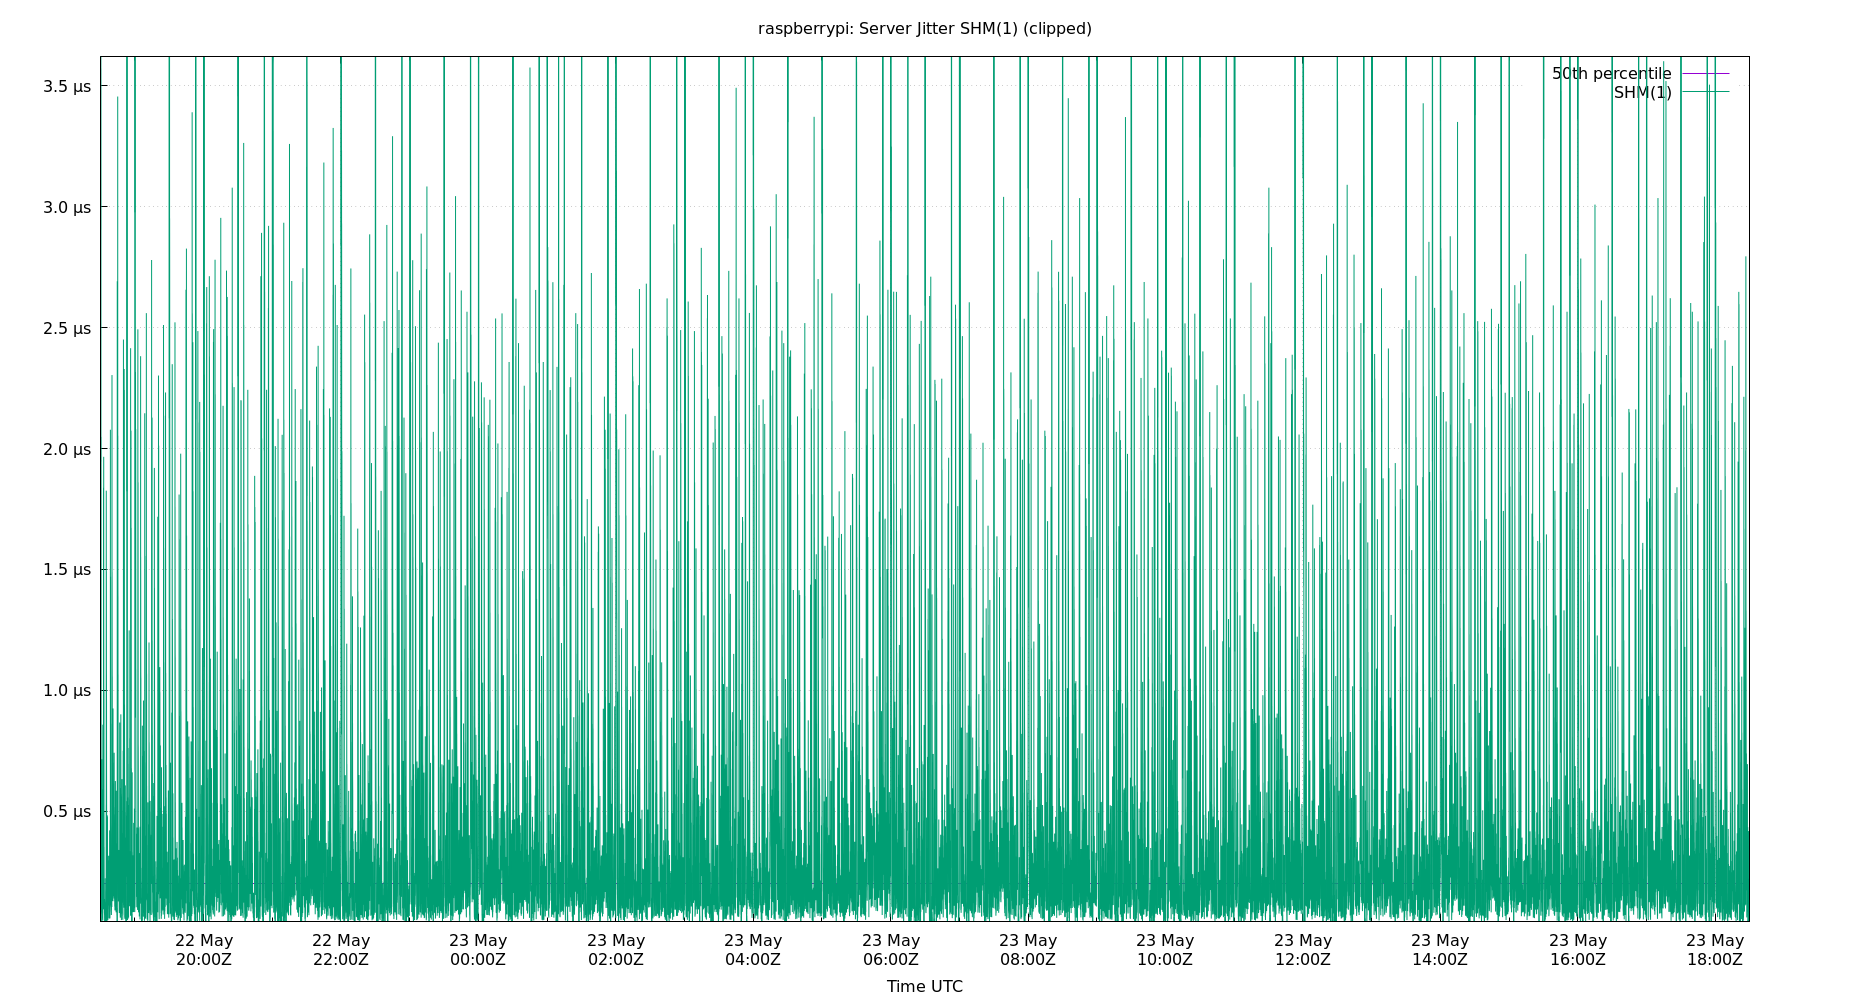 raspberrypi: Server Jitter SHM(1) (clipped)
50th percentile
SHM(1)
3.5 µs
3.0 µs
2.5 µs
2.0 µs
1.5 µs
1.0 µs
0.5 µs
22 May 22 May 23 May 23 May 23 May 23 May 23 May 23 May 23 May 23 May 23 May 23 May
20:00Z 22:00Z 00:00Z 02:00Z 04:00Z 06:00Z 08:00Z 10:00Z 12:00Z 14:00Z 16:00Z 18:00Z
Time UTC